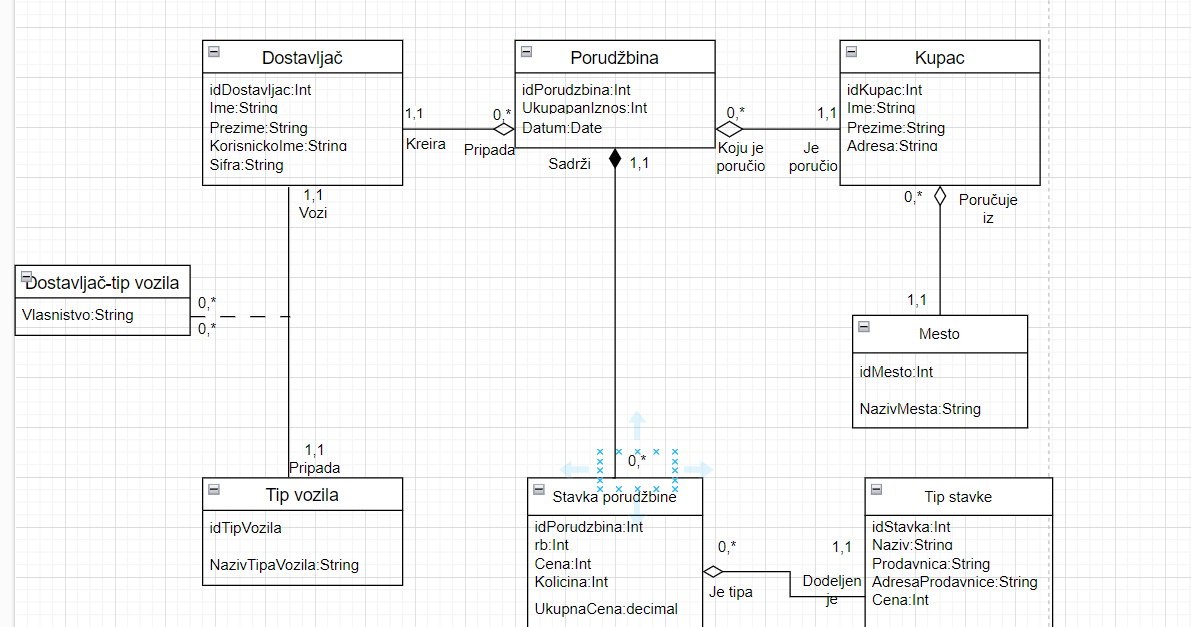 Dostavljač
idDostavljac:Int
Ime:String
Prezime:String
KorisnickoIme:String
Sifra:String
1,1
Kreira
0,*
Pripada
Porudžbina
idPorudzbina:Int
UkupapanIznos:Int
Datum:Date
0,*
Koju je
poručio
1,1
Je
poručio
Kupac
idKupac:Int
Ime:String
Prezime:String
Adresa:String
Sadrži
1,1
1,1
Vozi
0,*
Poručuje
iz
Dostavljač-tip vozila
Vlasnistvo:String
0,*
0,*
1,1
Mesto
idMesto:Int
NazivMesta:String
1,1
Pripada
0,*
Tip vozila
idTipVozila
NazivTipaVozila:String
Stavka porudžbine
idPorudzbina:Int
rb:Int
Cena:Int
Kolicina:Int
UkupnaCena:decimal
0,*
Je tipa
1,1
Dodeljen
je
Tip stavke
idStavka:Int
Naziv:String
Prodavnica:String
AdresaProdavnice:String
Cena:Int